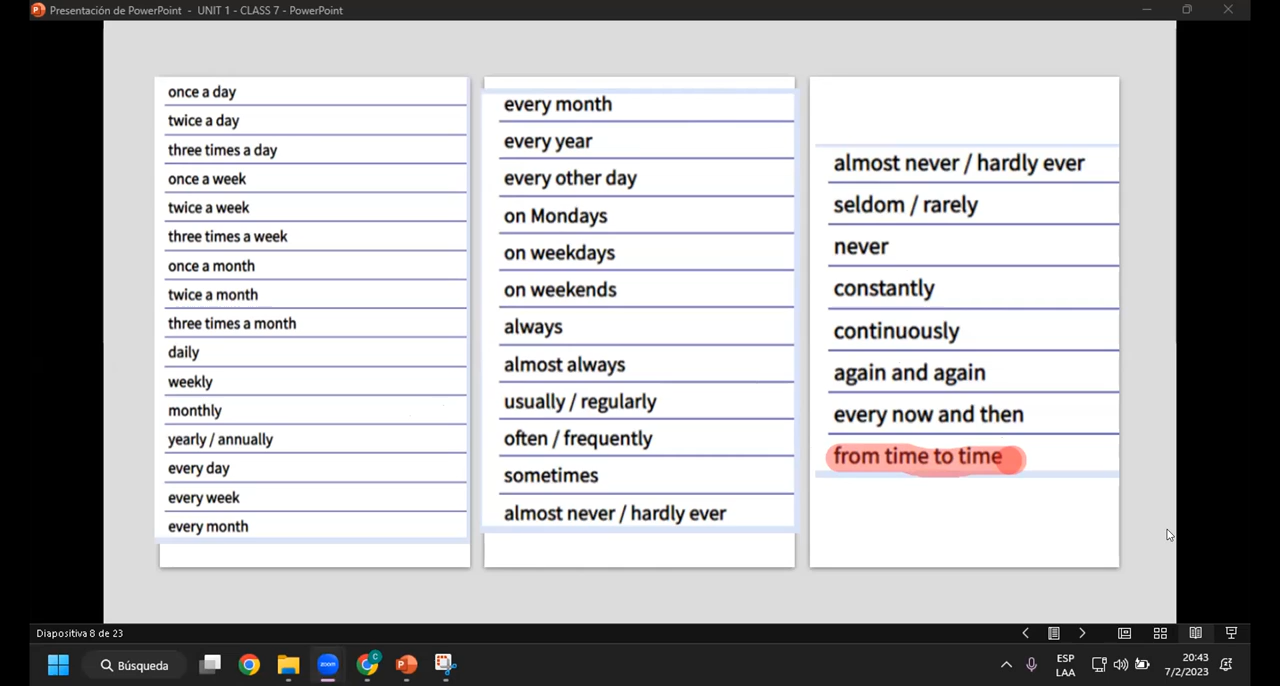 Presentación de PowerPoint - UNIT 1 - CLASS 7 - PowerPoint
once a day
twice a day
three times a day
once a week
twice a week
three times a week
once a month
twice a month
three times a month
daily
weekly
monthly
yearly / annually
every day
every week
every month
every month
every year
every other day
on Mondays
on weekdays
on weekends
always
almost always
usually / regularly
often / frequently
sometimes
almost never / hardly ever
almost never / hardly ever
seldom / rarely
never
constantly
continuously
again and again
every now and then
from time to time
Diapositiva 8 de 23
Búsqueda
zoom
C
ESP
LAA
20:43
7/2/2023